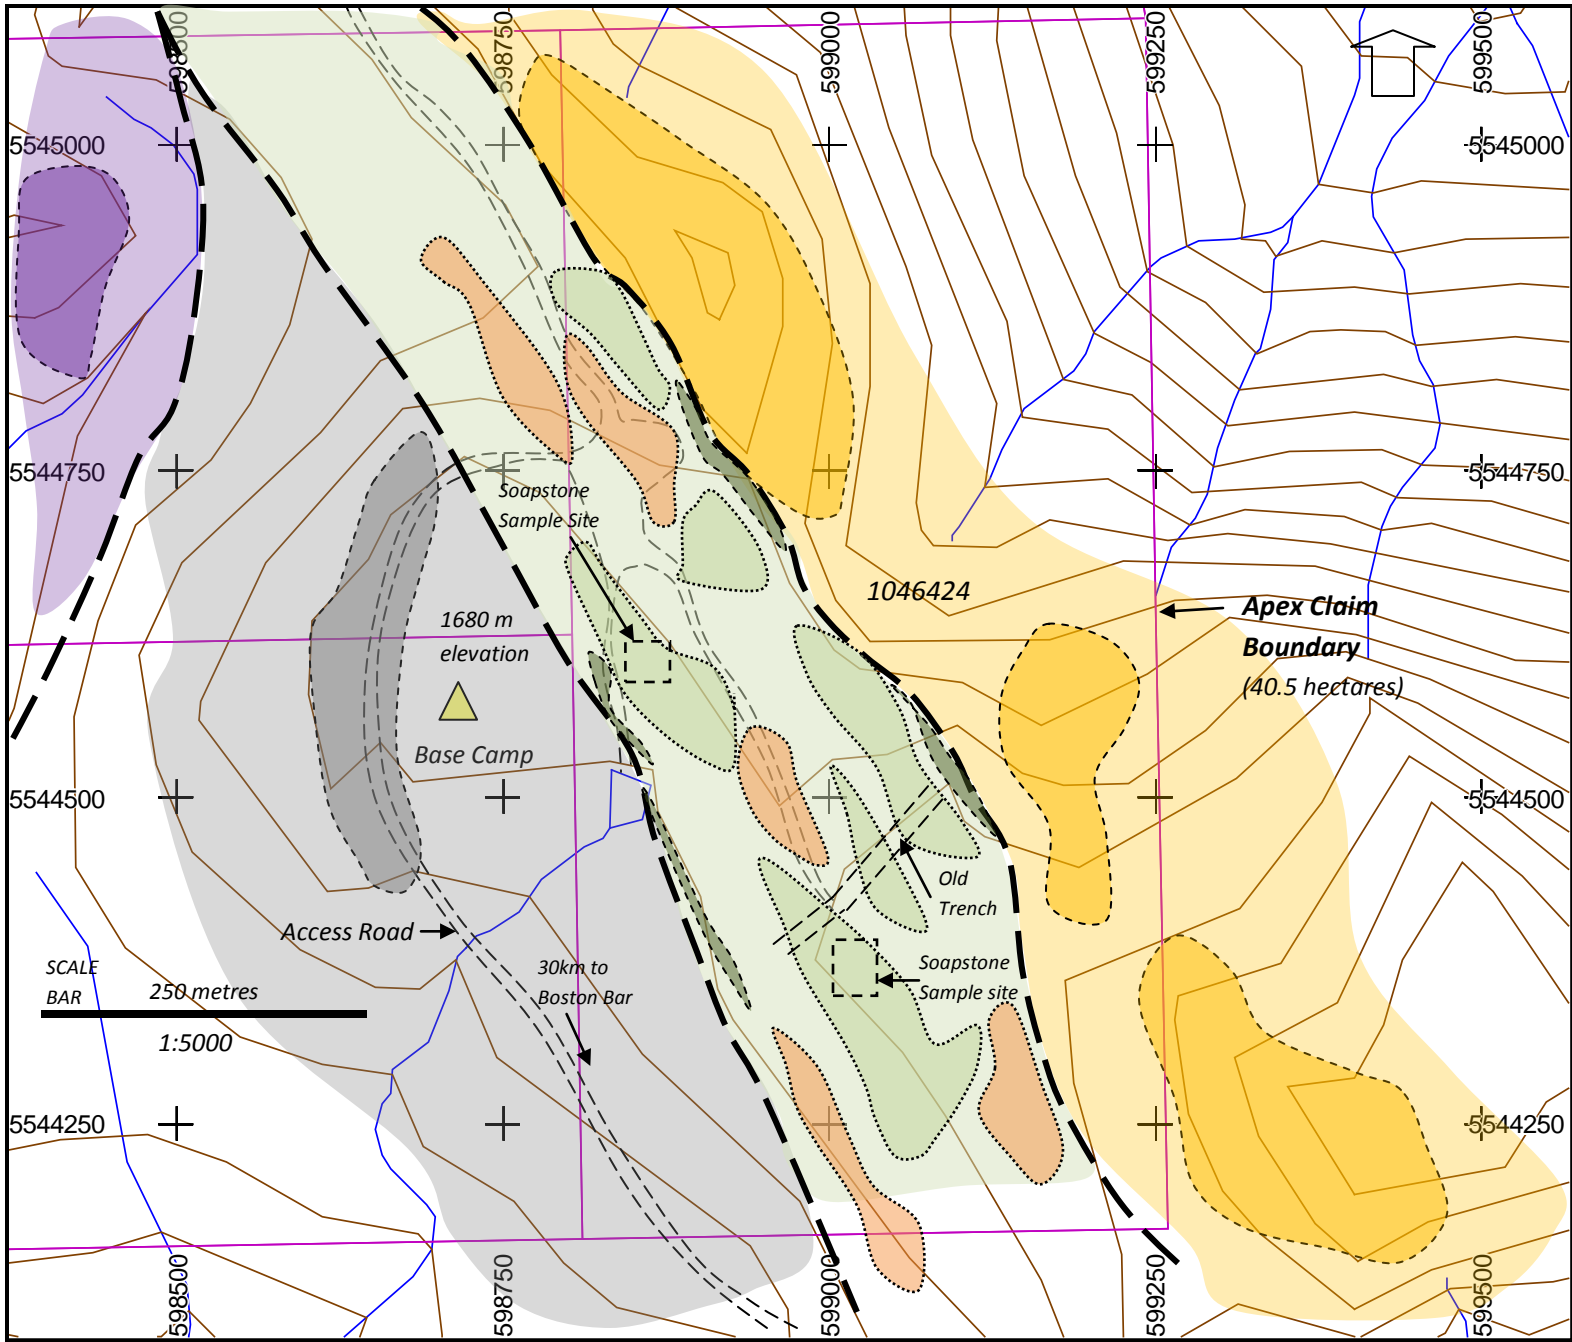 598500
598750
599000
599250
599500
5545000
5545000
5544750
5544750
Soapstone
Sample Site
1046424
1680 m
elevation
Apex Claim
Boundary
(40.5 hectares)
Base Camp
5544500
5544500
Old
Trench
Access Road
Soapstone
Sample site
30km to
Boston Bar
SCALE
BAR
250 metres
1:5000
5544250
5544250
598500
598750
599000
599250
599500